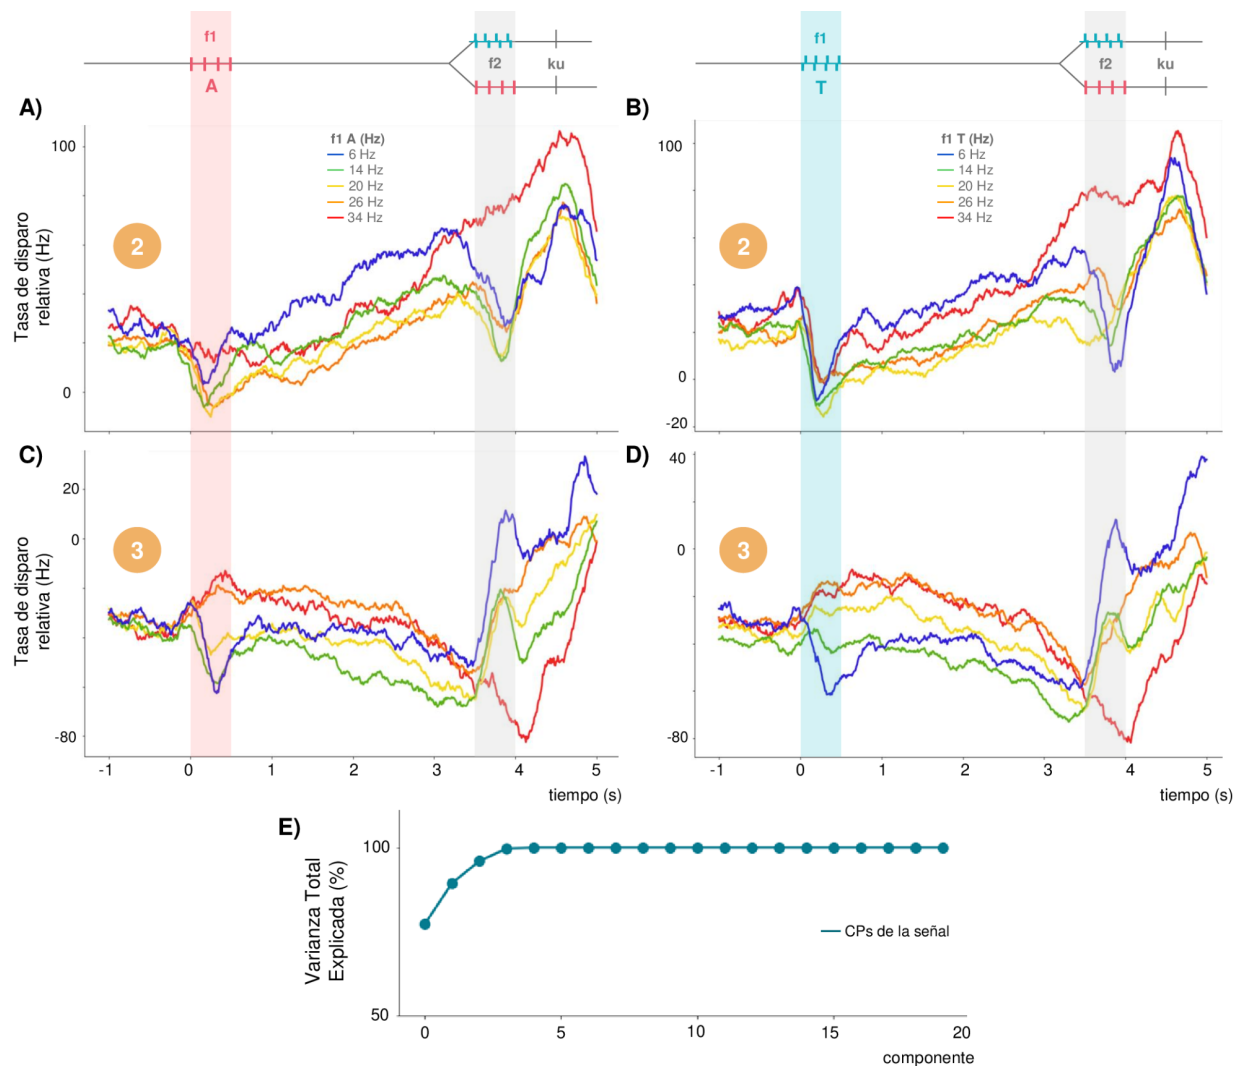 f1
A
f2
ku
f1
T
f2
ku
A)
B)
Tasa de disparo
relativa (Hz)
100
0
2
f1 A (Hz)
6 Hz
14 Hz
20 Hz
26 Hz
34 Hz
100
0
-20
2
f1 T (Hz)
6 Hz
14 Hz
20 Hz
26 Hz
34 Hz
C)
D)
Tasa de disparo
relativa (Hz)
20
0
-80
3
-1 0 1 2 3 4 5
tiempo (s)
40
0
-80
3
-1 0 1 2 3 4 5
tiempo (s)
E)
Varianza Total
Explicada (%)
100
50
CPs de la señal
0 5 10 15 20
componente